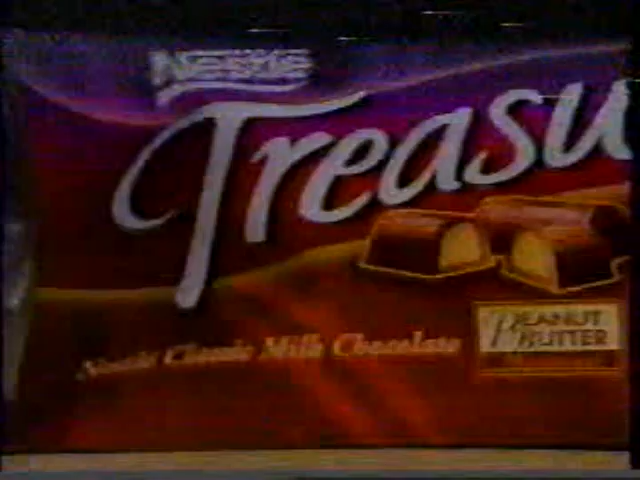 Nestlé
Treasu
Nestlé Classic Milk Chocolate
PEANUT
BUTTER